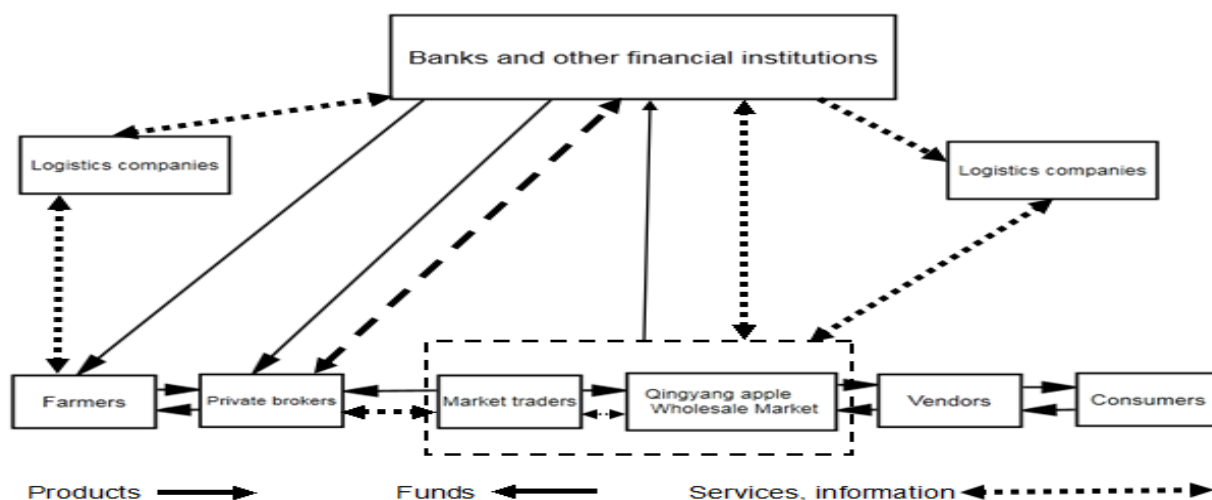 Banks and other financial institutions
Logistics companies
Logistics companies
Farmers
Private brokers
Market traders
Qingyang apple
Wholesale Market
Vendors
Consumers
Products
Funds
Services, information